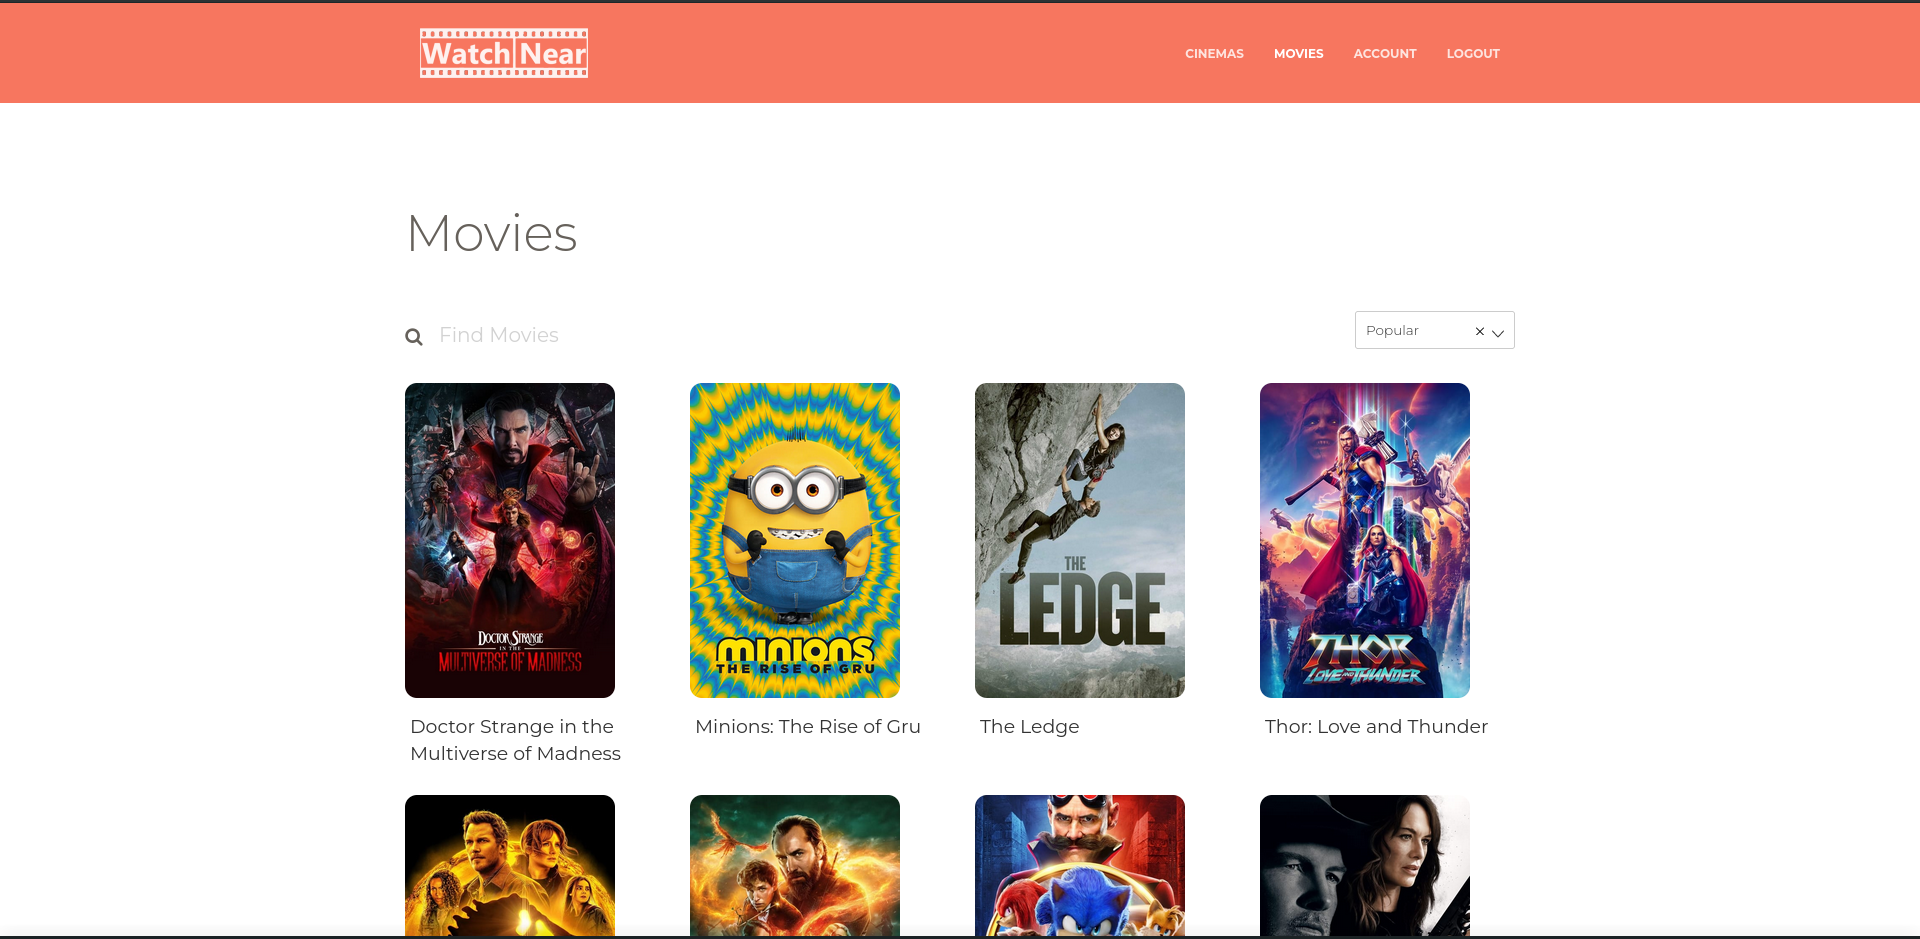 Watch Near
CINEMAS MOVIES ACCOUNT LOGOUT
Movies
Find Movies
Popular
DOCTOR STRANGE
IN THE
MULTIVERSE OF MADNESS
minions
THE RISE OF GRU
THE
LEDGE
THOR
LOVE AND THUNDER
Doctor Strange in the
Multiverse of Madness
Minions: The Rise of Gru
The Ledge
Thor: Love and Thunder